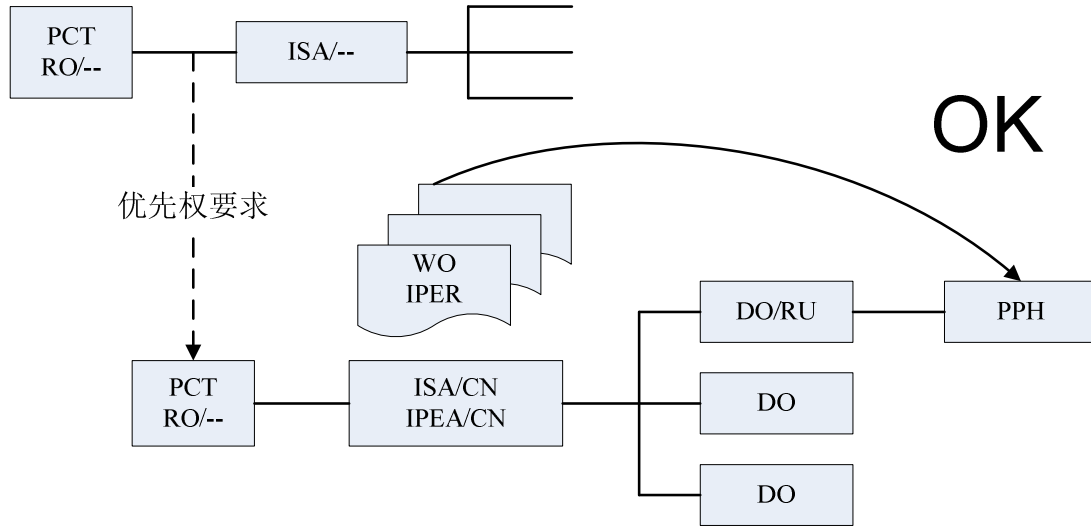 PCT
RO/--
ISA/--
OK
优先权要求
WO
IPER
DO/RU
PPH
PCT
RO/--
ISA/CN
IPEA/CN
DO
DO